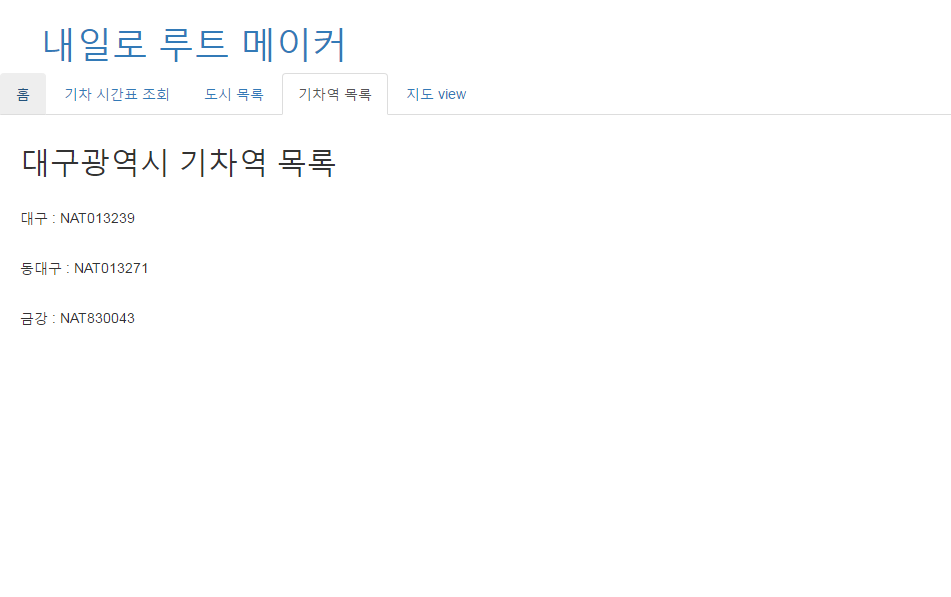 내일로 루트 메이커
홈 기차 시간표 조회 도시 목록 기차역 목록 지도 view
대구광역시 기차역 목록
대구 : NAT013239
동대구 : NAT013271
금강 : NAT830043